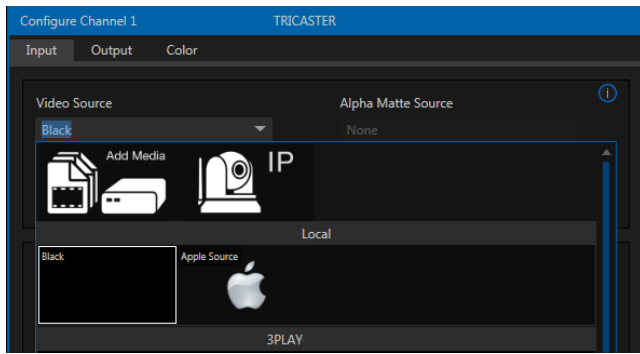 Configure Channel 1 TRICASTER
Input Output Color
Video Source Alpha Matte Source
Black None
Add Media IP
Local
Black Apple Source
3PLAY